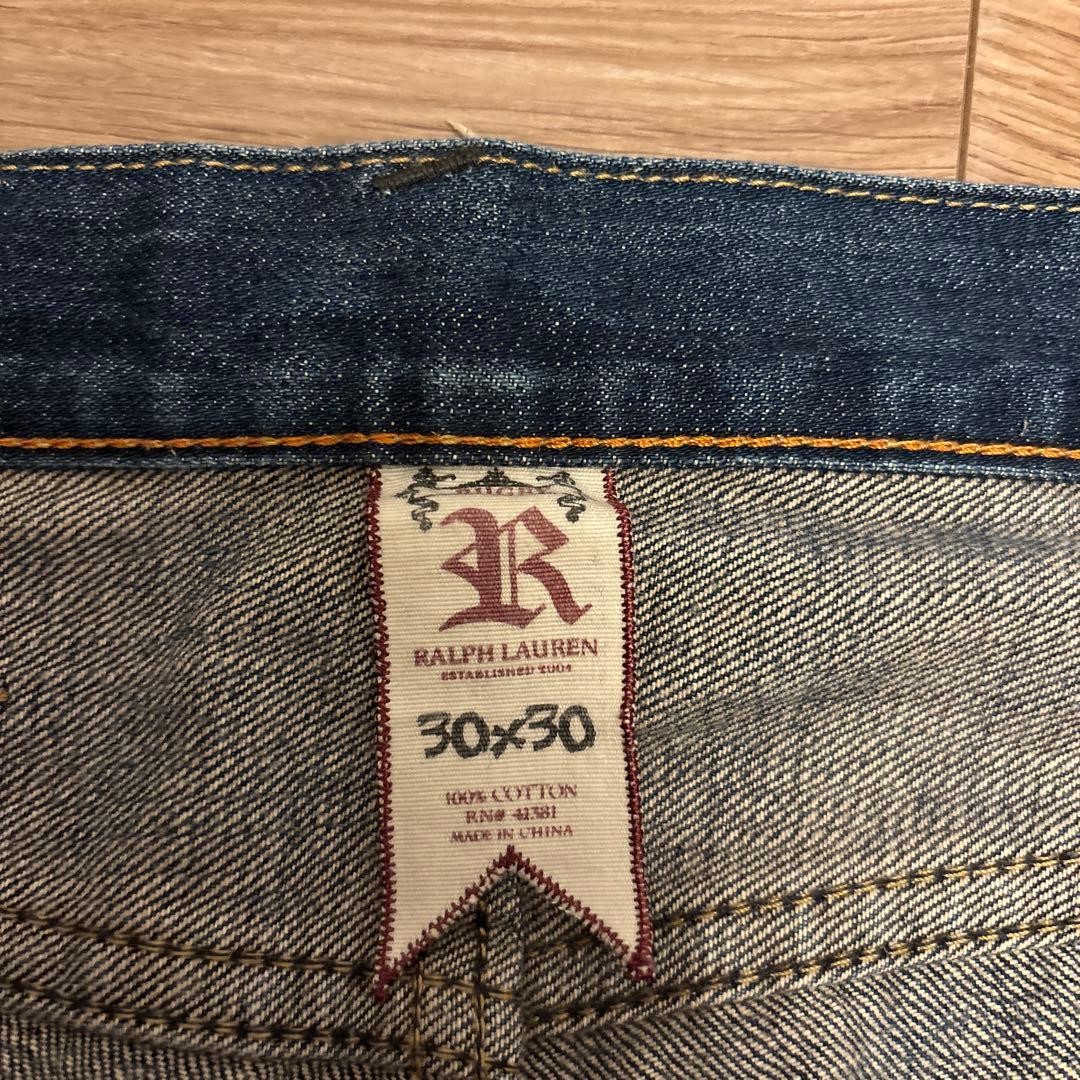 R
RALPH LAUREN
ESTABLISHED 2004
30x30
100% COTTON
RN# 41381
MADE IN CHINA